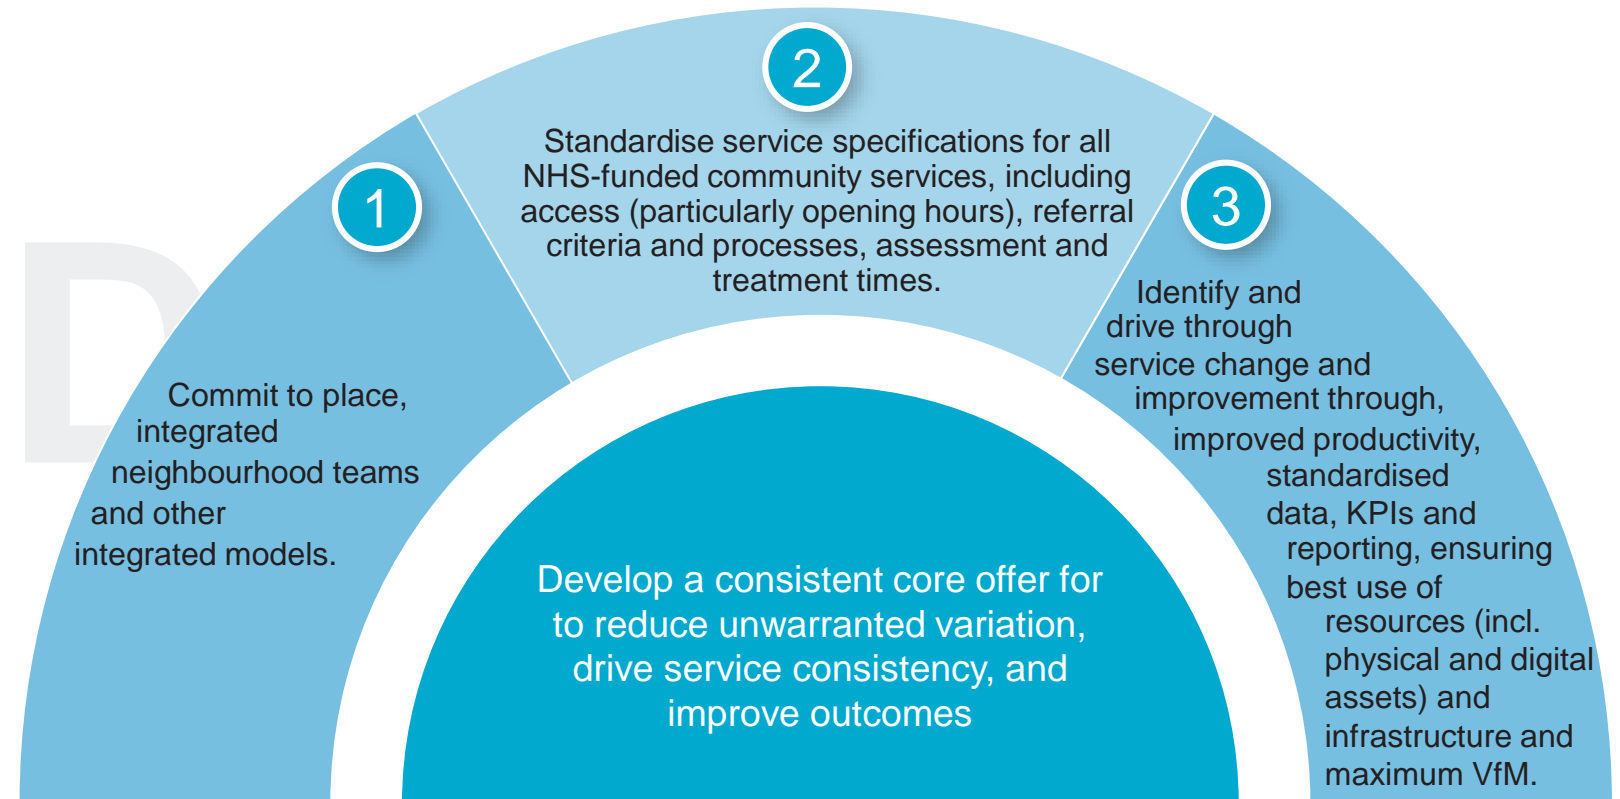 1
Commit to place,
integrated
neighbourhood teams
and other
integrated models.
2
Standardise service specifications for all
NHS-funded community services, including
access (particularly opening hours), referral
criteria and processes, assessment and
treatment times.
3
Identify and
drive through
service change and
improvement through,
improved productivity,
standardised
data, KPIs and
reporting, ensuring
best use of
resources (incl.
physical and digital
assets) and
infrastructure and
maximum VfM.
Develop a consistent core offer for
to reduce unwarranted variation,
drive service consistency, and
improve outcomes
D